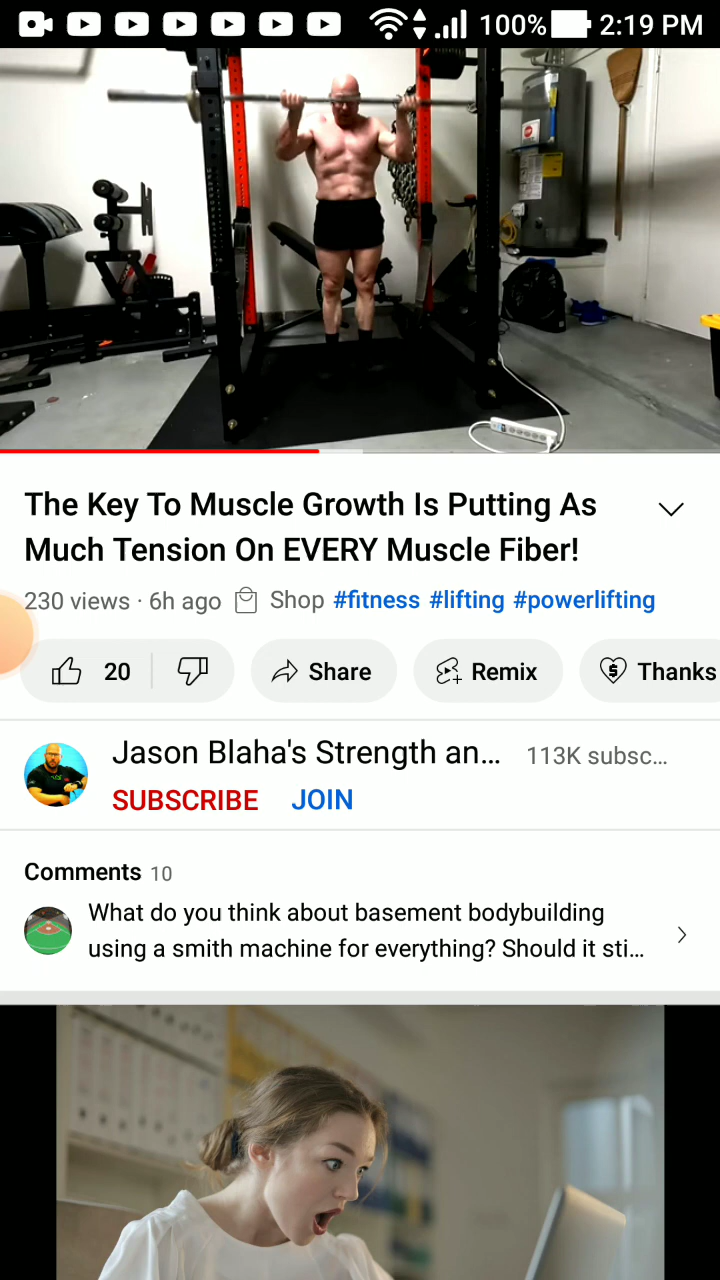 100% 2:19 PM
The Key To Muscle Growth Is Putting As
Much Tension On EVERY Muscle Fiber!
230 views · 6h ago Shop #fitness #lifting #powerlifting
20 Share Remix Thanks
Jason Blaha's Strength an... 113K subsc...
SUBSCRIBE JOIN
Comments 10
What do you think about basement bodybuilding
using a smith machine for everything? Should it sti...